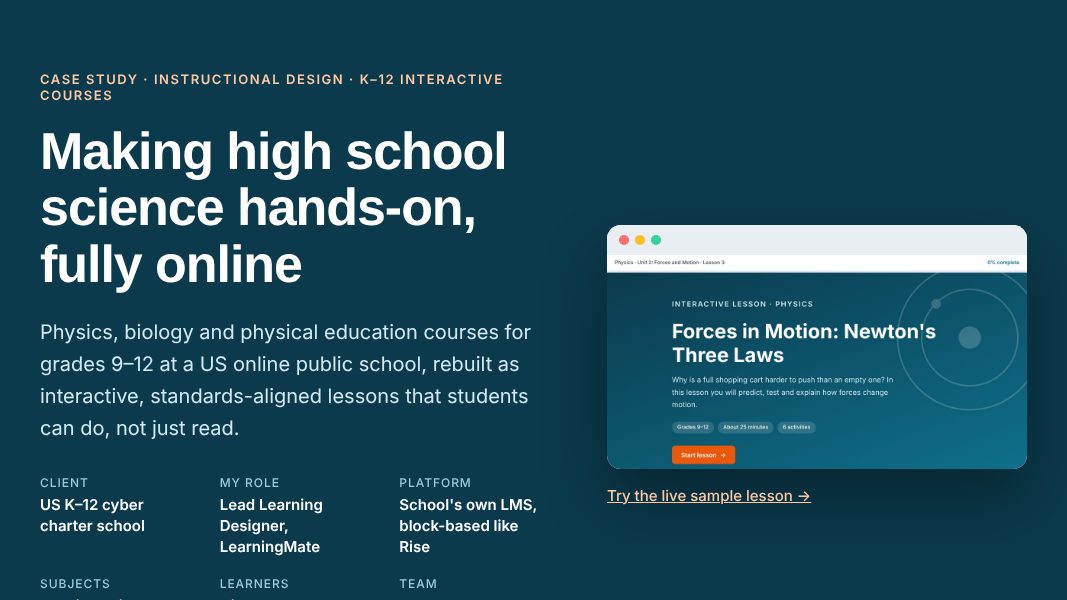 CASE STUDY · INSTRUCTIONAL DESIGN · K–12 INTERACTIVE
COURSES
Making high school
science hands-on,
fully online
Physics, biology and physical education courses for
grades 9–12 at a US online public school, rebuilt as
interactive, standards-aligned lessons that students
can do, not just read.
CLIENT
US K–12 cyber
charter school
MY ROLE
Lead Learning
Designer,
LearningMate
PLATFORM
School's own LMS,
block-based like
Rise
SUBJECTS
LEARNERS
TEAM
Physics · Unit 2: Forces and Motion · Lesson 3
6% complete
INTERACTIVE LESSON · PHYSICS
Forces in Motion: Newton's
Three Laws
Why is a full shopping cart harder to push than an empty one? In
this lesson you will predict, test and explain how forces change
motion.
Grades 9–12
About 25 minutes
6 activities
Start lesson →
Try the live sample lesson →